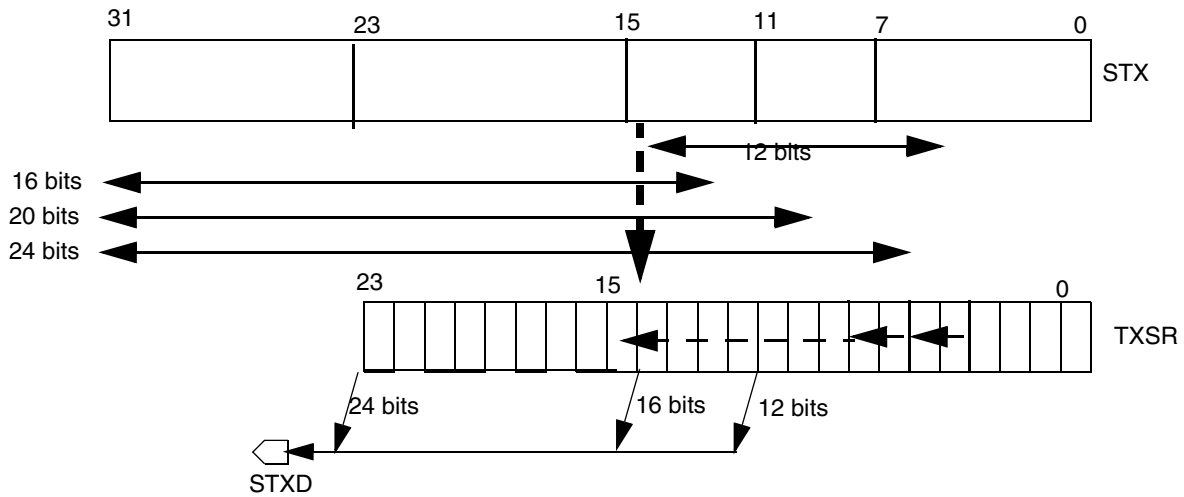 31 23 15 11 7 0
STX
12 bits
16 bits
20 bits
24 bits
23 15 0
TXSR
24 bits 16 bits 12 bits
STXD